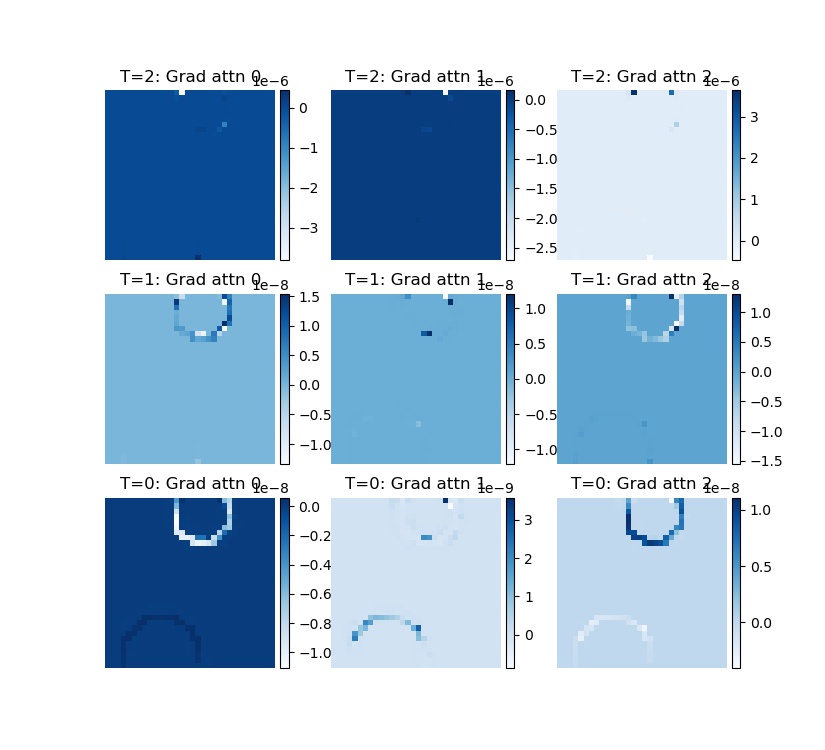 T=2: Grad attn 0
1e−6
T=2: Grad attn 1
1e−6
T=2: Grad attn 2
1e−6
0
−1
−2
−3
0.0
−0.5
−1.0
−1.5
−2.0
−2.5
3
2
1
0
T=1: Grad attn 0
1e−8
T=1: Grad attn 1
1e−8
T=1: Grad attn 2
1e−8
1.5
1.0
0.5
0.0
−0.5
−1.0
1.0
0.5
0.0
−0.5
−1.0
1.0
0.5
0.0
−0.5
−1.0
−1.5
T=0: Grad attn 0
1e−8
T=0: Grad attn 1
1e−9
T=0: Grad attn 2
1e−8
0.0
−0.2
−0.4
−0.6
−0.8
−1.0
3
2
1
0
1.0
0.5
0.0